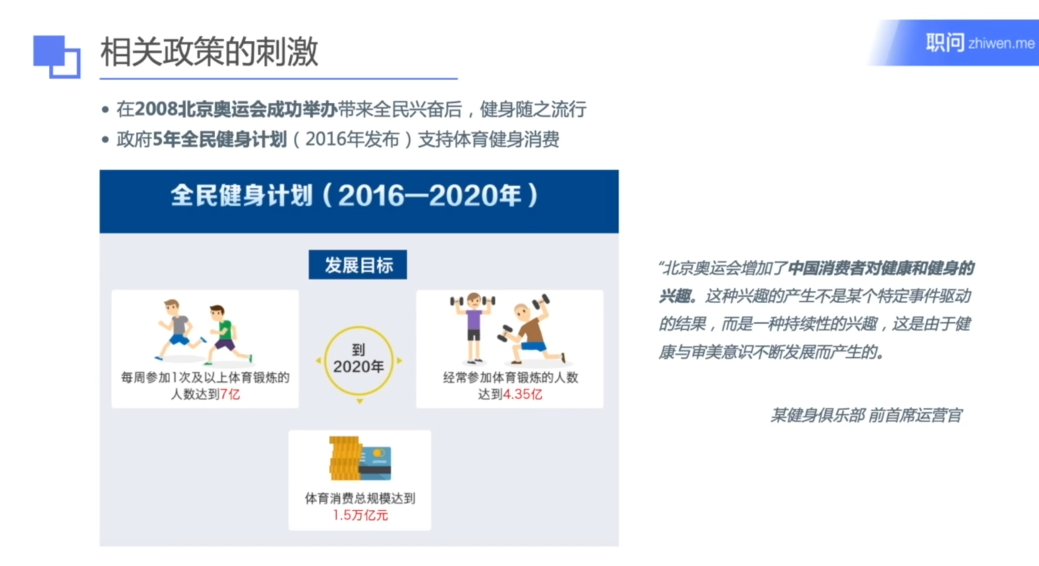 相关政策的刺激
职问 zhiwen.me
• 在2008北京奥运会成功举办带来全民兴奋后，健身随之流行
• 政府5年全民健身计划（2016年发布）支持体育健身消费
全民健身计划（2016—2020年）
发展目标
每周参加1次及以上体育锻炼的
人数达到7亿
到
2020年
经常参加体育锻炼的人数
达到4.35亿
体育消费总规模达到
1.5万亿元
“北京奥运会增加了中国消费者对健康和健身的
兴趣。这种兴趣的产生不是某个特定事件驱动
的结果，而是一种持续性的兴趣，这是由于健
康与审美意识不断发展而产生的。
某健身俱乐部 前首席运营官